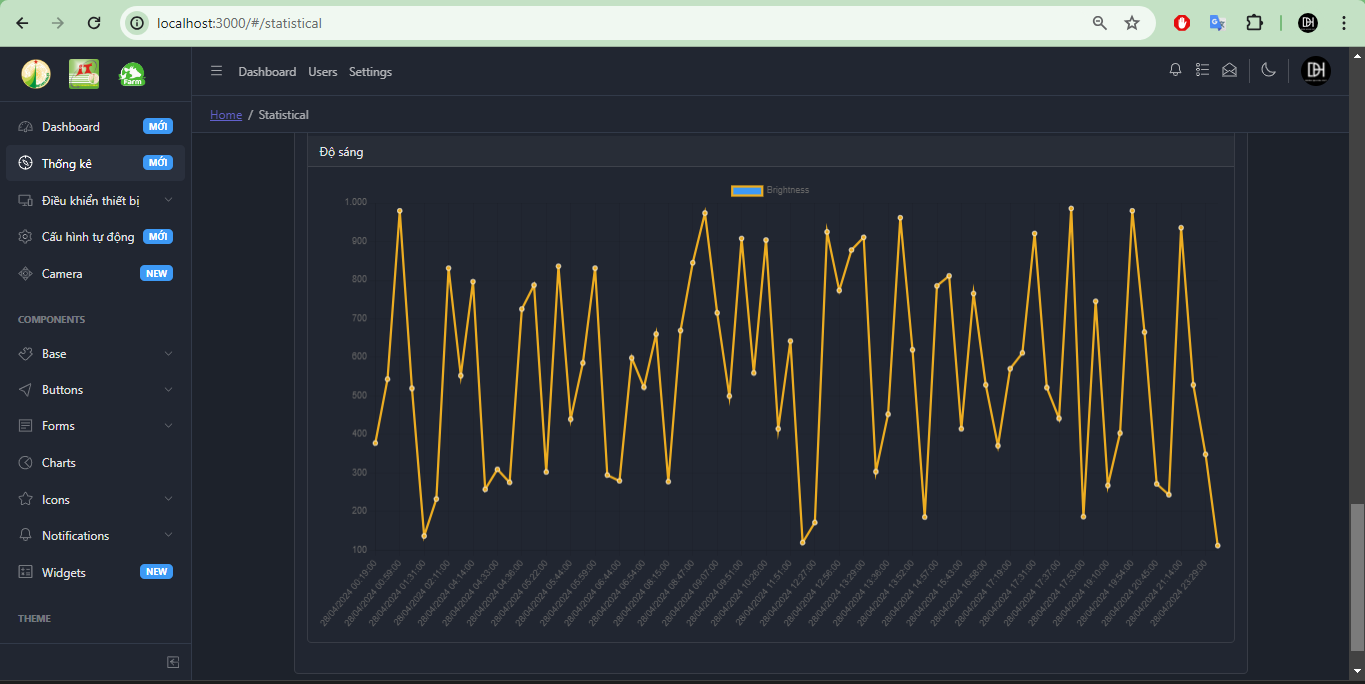 localhost:3000/#/statistical
DH
IT
Farm
Dashboard
Users
Settings
DH
Home / Statistical
Dashboard MỚI
Thống kê MỚI
Điều khiển thiết bị
Cấu hình tự động MỚI
Camera NEW
COMPONENTS
Base
Buttons
Forms
Charts
Icons
Notifications
Widgets NEW
THEME
Độ sáng
Brightness
1.000
900
800
700
600
500
400
300
200
100
28/04/2024 00:19:00
28/04/2024 00:59:00
28/04/2024 01:31:00
28/04/2024 02:11:00
28/04/2024 04:14:00
28/04/2024 04:33:00
28/04/2024 04:36:00
28/04/2024 05:22:00
28/04/2024 05:44:00
28/04/2024 05:59:00
28/04/2024 06:44:00
28/04/2024 06:54:00
28/04/2024 08:15:00
28/04/2024 08:47:00
28/04/2024 09:07:00
28/04/2024 09:51:00
28/04/2024 10:26:00
28/04/2024 11:51:00
28/04/2024 12:27:00
28/04/2024 12:56:00
28/04/2024 13:29:00
28/04/2024 13:36:00
28/04/2024 13:52:00
28/04/2024 14:57:00
28/04/2024 15:43:00
28/04/2024 16:58:00
28/04/2024 17:19:00
28/04/2024 17:31:00
28/04/2024 17:37:00
28/04/2024 17:53:00
28/04/2024 19:10:00
28/04/2024 19:54:00
28/04/2024 20:45:00
28/04/2024 21:14:00
28/04/2024 23:29:00